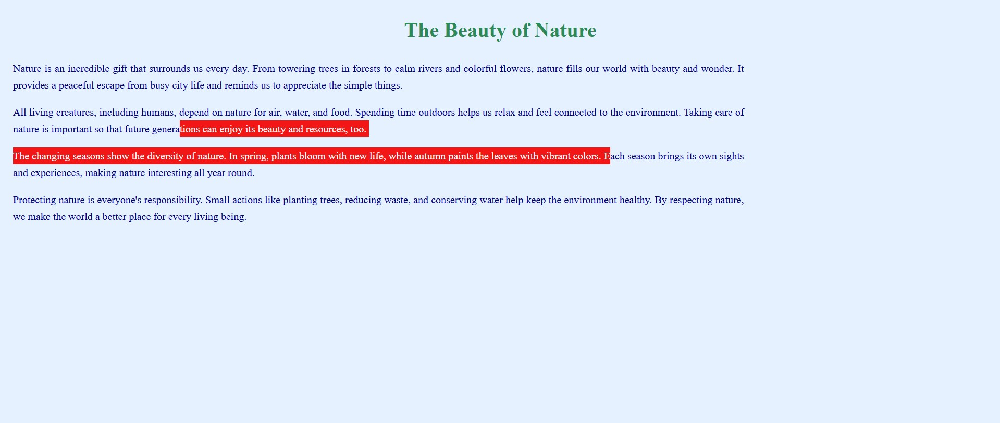 The Beauty of Nature
Nature is an incredible gift that surrounds us every day. From towering trees in forests to calm rivers and colorful flowers, nature fills our world with beauty and wonder. It
provides a peaceful escape from busy city life and reminds us to appreciate the simple things.
All living creatures, including humans, depend on nature for air, water, and food. Spending time outdoors helps us relax and feel connected to the environment. Taking care of
nature is important so that future generations can enjoy its beauty and resources, too.
The changing seasons show the diversity of nature. In spring, plants bloom with new life, while autumn paints the leaves with vibrant colors. Each season brings its own sights
and experiences, making nature interesting all year round.
Protecting nature is everyone's responsibility. Small actions like planting trees, reducing waste, and conserving water help keep the environment healthy. By respecting nature,
we make the world a better place for every living being.